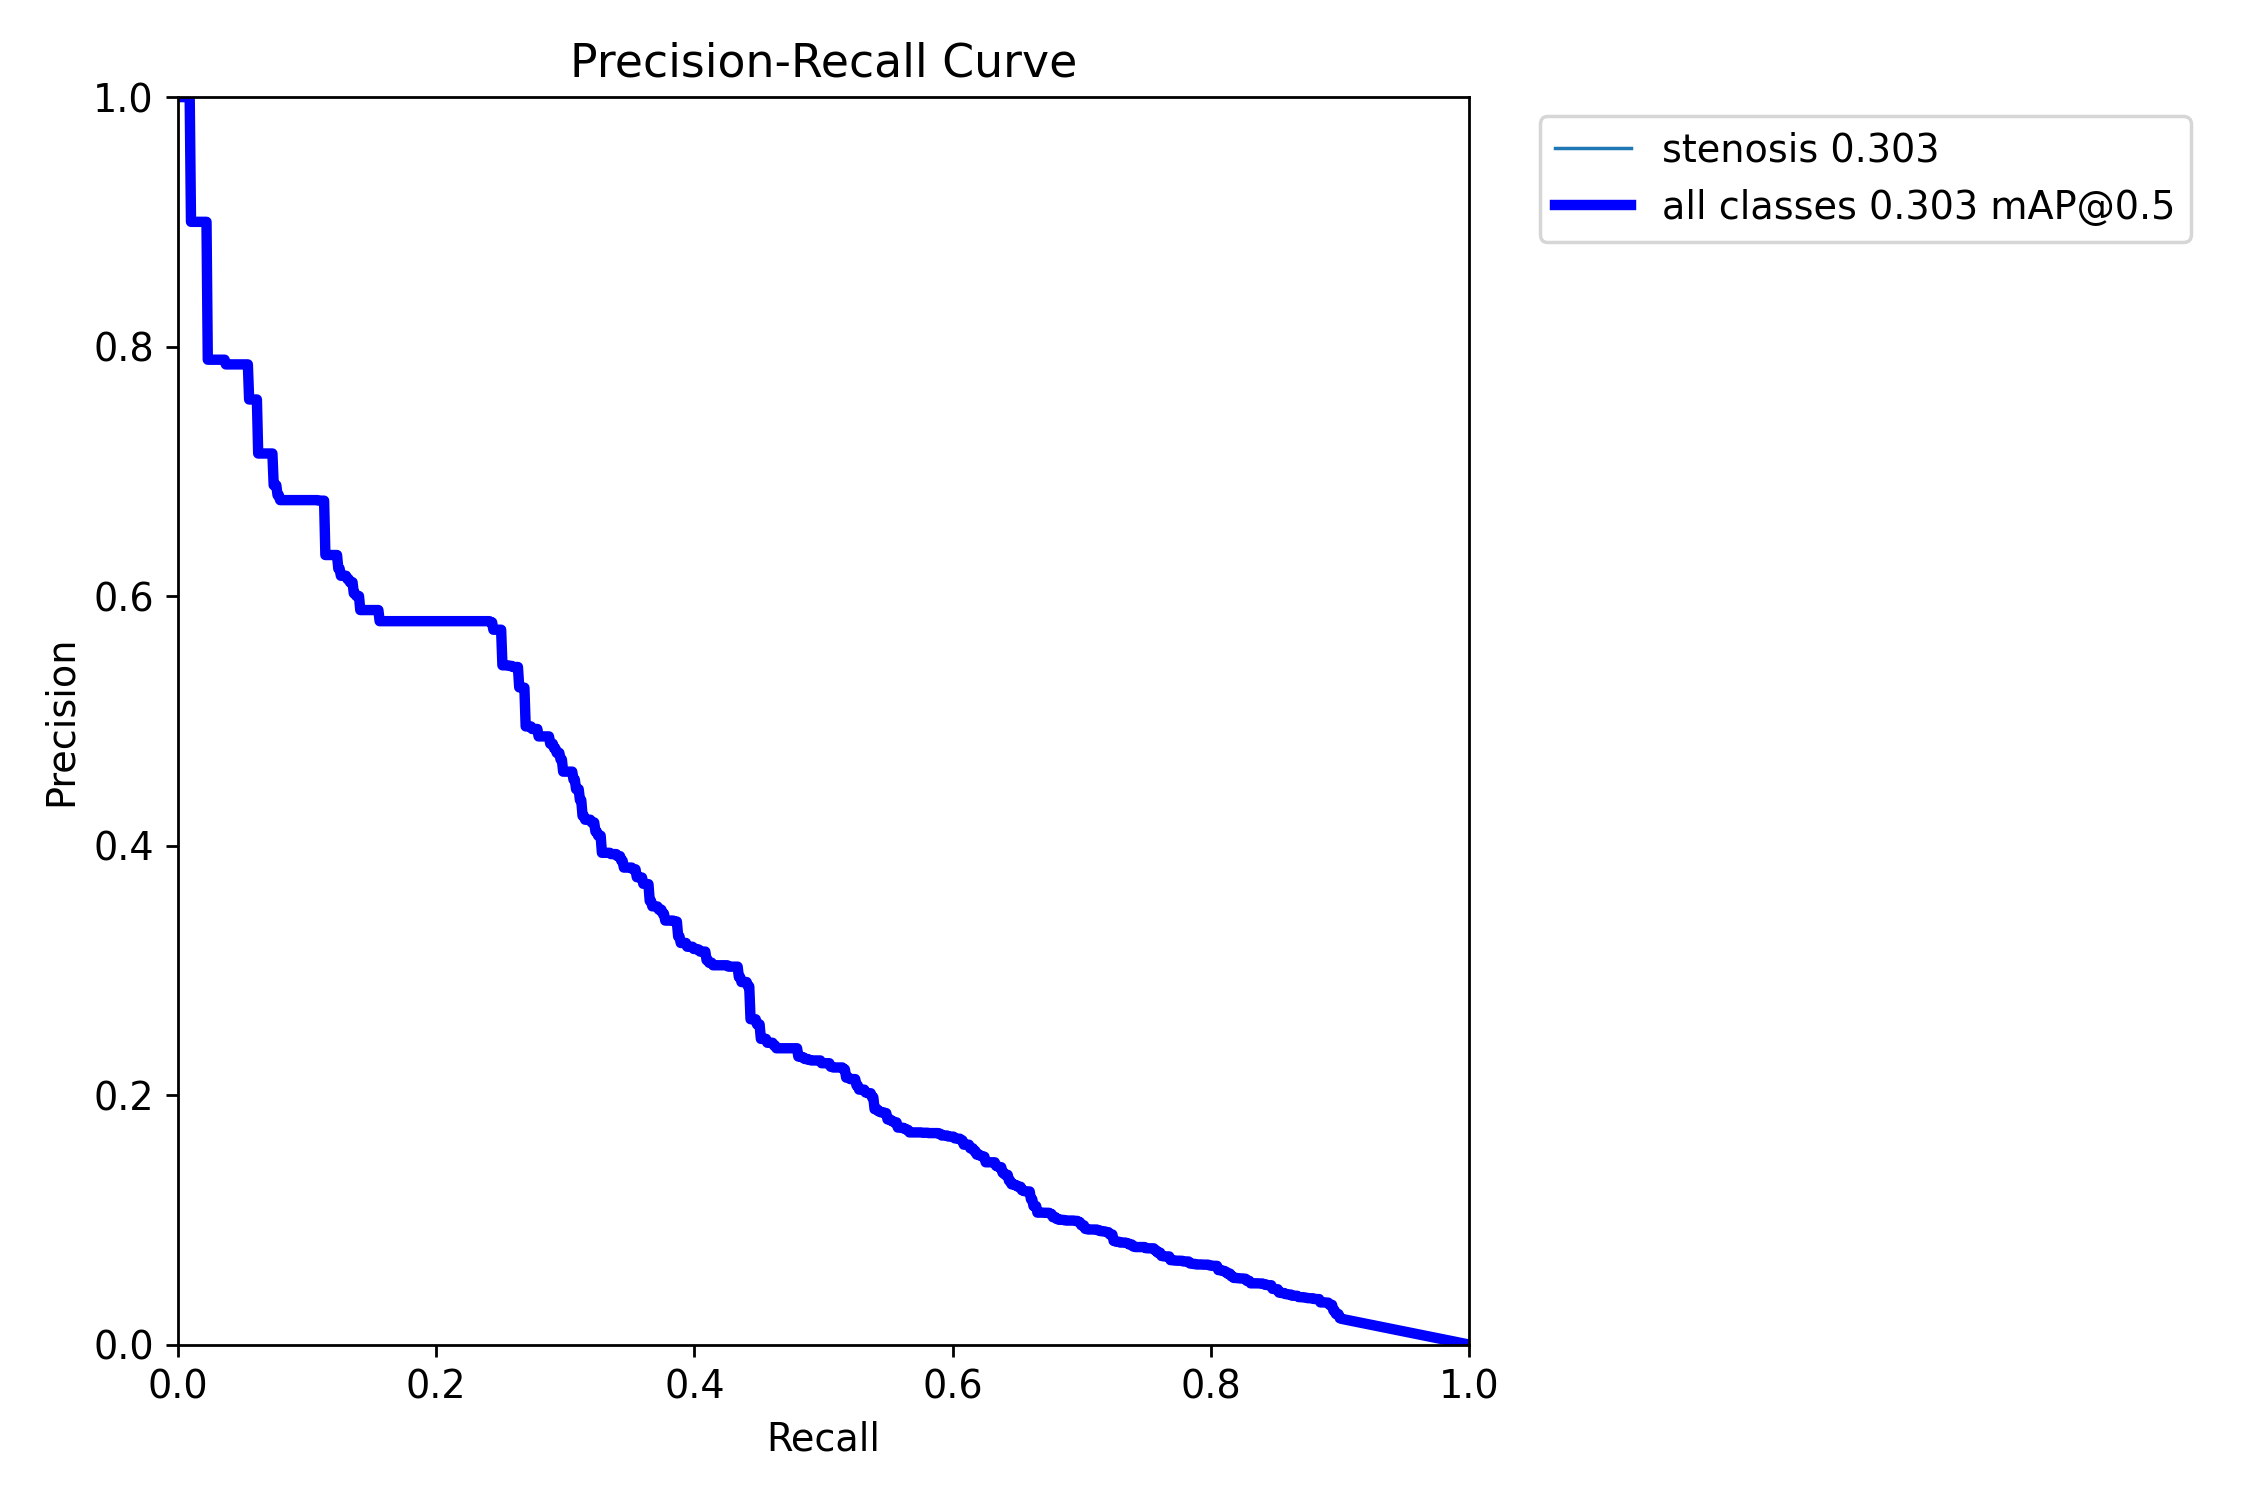 Precision-Recall Curve
1.0
0.8
0.6
0.4
0.2
0.0
Precision
0.0 0.2 0.4 0.6 0.8 1.0
Recall
stenosis 0.303
all classes 0.303 mAP@0.5